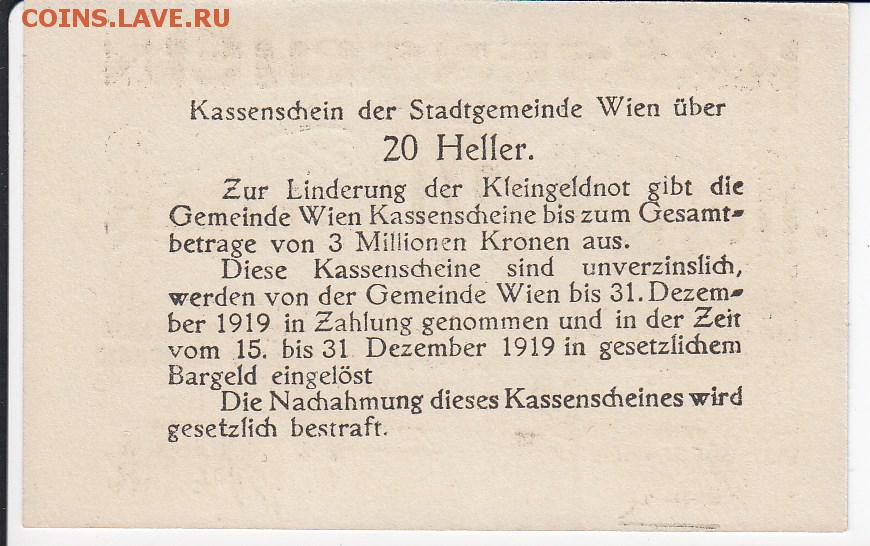 COINS.LAVE.RU
Kassenschein der Stadtgemeinde Wien über
20 Heller.
Zur Linderung der Kleingeldnot gibt die
Gemeinde Wien Kassenscheine bis zum Gesamt-
betrage von 3 Millionen Kronen aus.
Diese Kassenscheine sind unverzinslich,
werden von der Gemeinde Wien bis 31. Dezem-
ber 1919 in Zahlung genommen und in der Zeit
vom 15. bis 31 Dezember 1919 in gesetzlichem
Bargeld eingelöst
Die Nachahmung dieses Kassenscheines wird
gesetzlich bestraft.